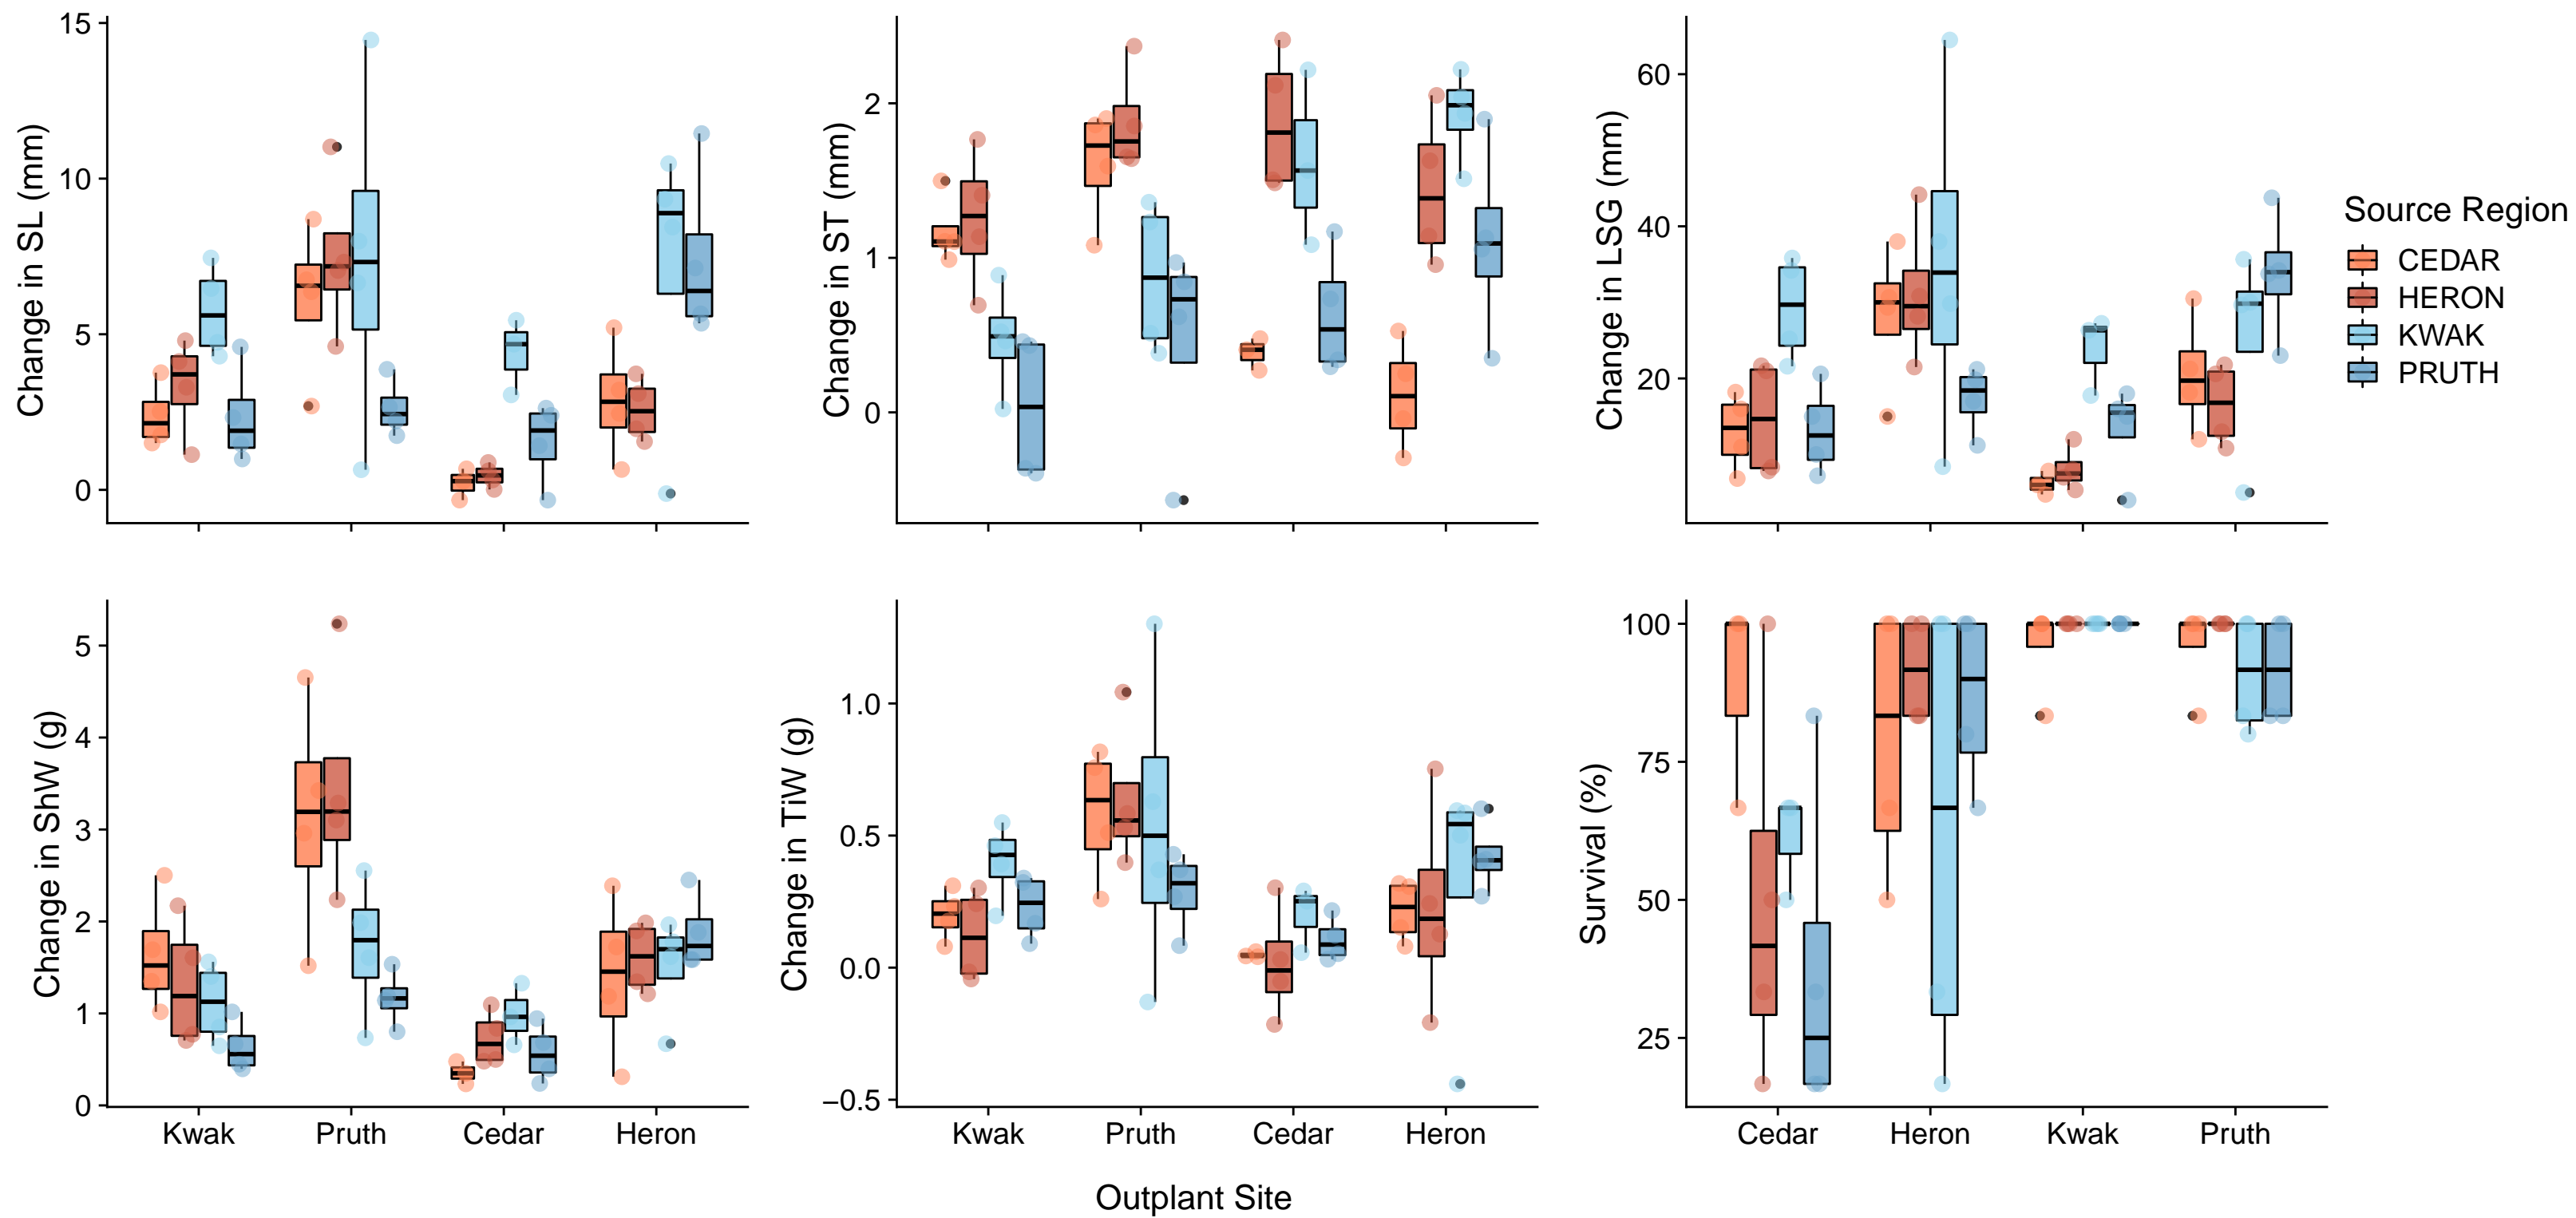 Change in SL (mm)
15
10
5
0
Change in ST (mm)
2
1
0
Change in LSG (mm)
60
40
20
Source Region
CEDAR
HERON
KWAK
PRUTH
Change in ShW (g)
5
4
3
2
1
0
Kwak Pruth Cedar Heron
Change in TiW (g)
1.0
0.5
0.0
−0.5
Kwak Pruth Cedar Heron
Survival (%)
100
75
50
25
Cedar Heron Kwak Pruth
Outplant Site